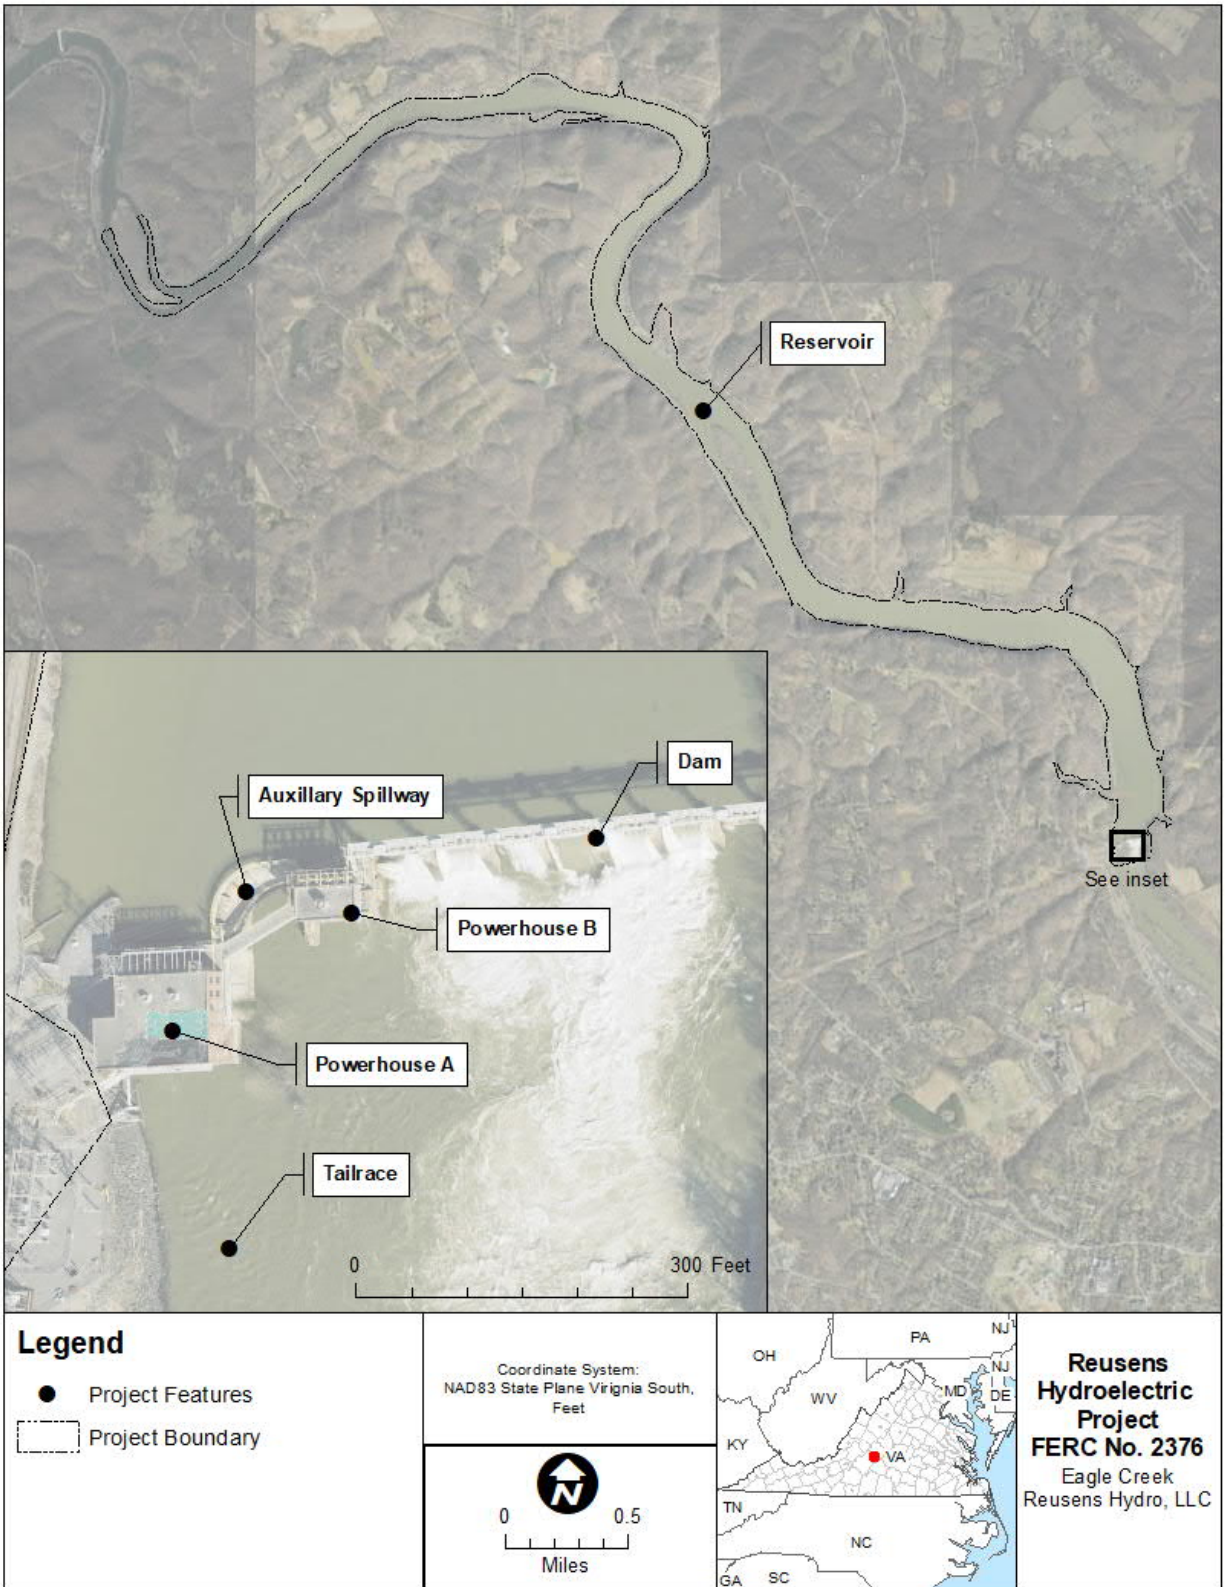 Reservoir
See inset
Dam
Auxillary Spillway
Powerhouse B
Powerhouse A
Tailrace
0 300 Feet
Legend
Project Features
Project Boundary
Coordinate System:
NAD83 State Plane Virignia South,
Feet
N
0 0.5
Miles
PA
NJ
OH
NJ
MD
DE
WV
KY
VA
TN
NC
GA
SC
Reusens
Hydroelectric
Project
FERC No. 2376
Eagle Creek
Reusens Hydro, LLC